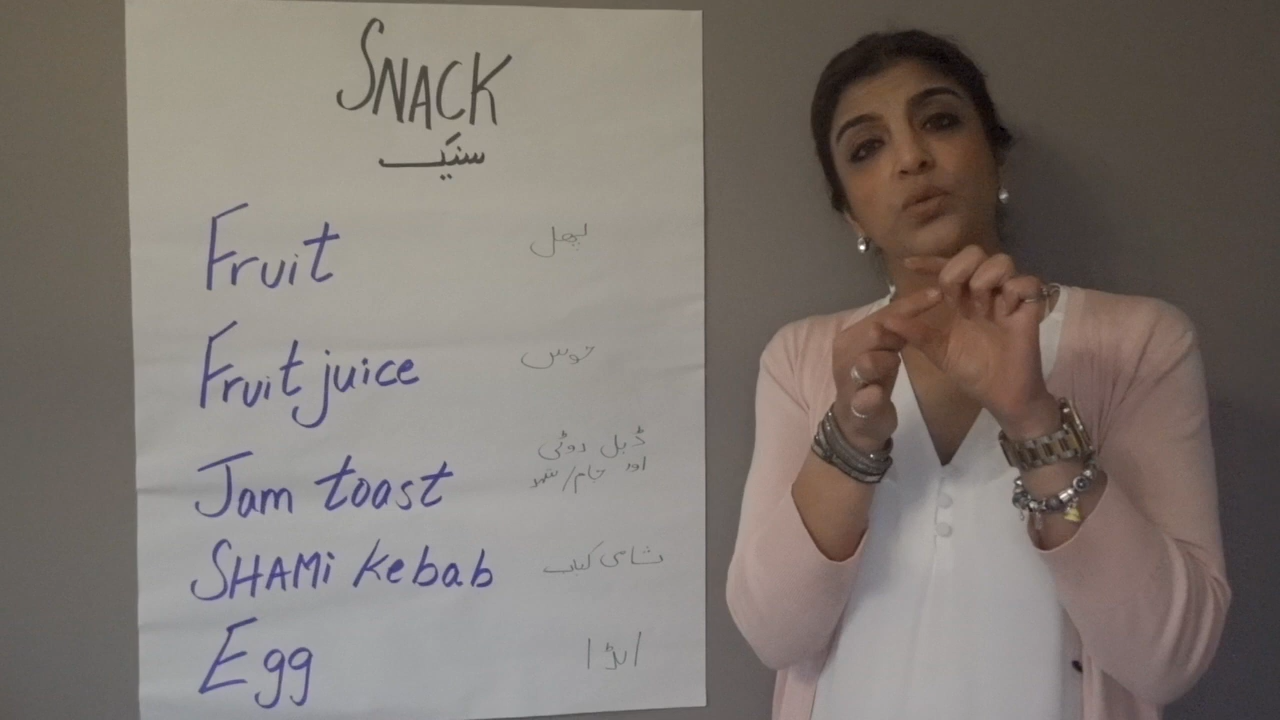 SNACK
سنیک
Fruit
پھل
Fruit juice
جوس
Jam toast
ڈبل روٹی
اور جام/شہد
SHAMi Kebab
شامی کباب
Egg
انڈا